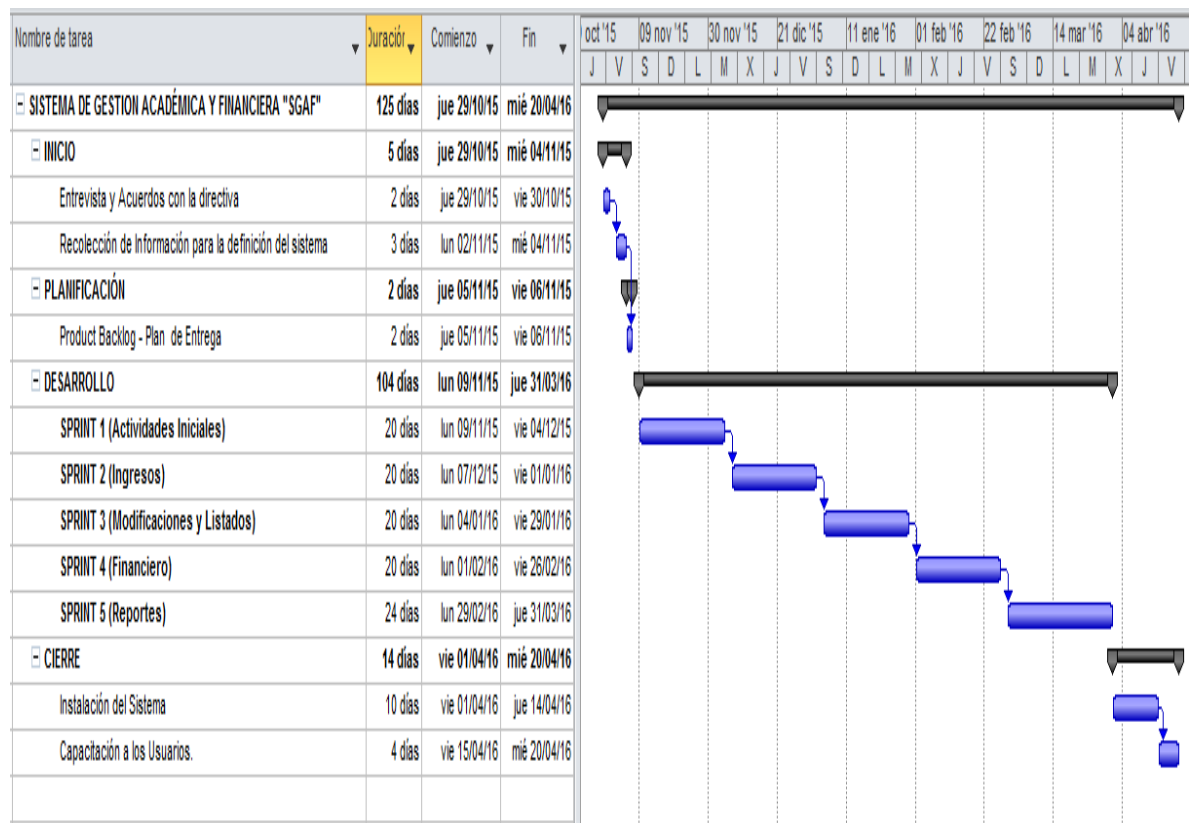 Nombre de tarea Duración Comienzo Fin oct '15 09 nov '15 30 nov '15 21 dic '15 11 ene '16 01 feb '16 22 feb '16 14 mar '16 04 abr '16
J V S D L M X J V S D L M X J V S D L M X J V
SISTEMA DE GESTION ACADÉMICA Y FINANCIERA "SGAF" 125 días jue 29/10/15 mié 20/04/16
INICIO 5 días jue 29/10/15 mié 04/11/15
Entrevista y Acuerdos con la directiva 2 días jue 29/10/15 vie 30/10/15
Recolección de Información para la definición del sistema 3 días lun 02/11/15 mié 04/11/15
PLANIFICACIÓN 2 días jue 05/11/15 vie 06/11/15
Product Backlog - Plan de Entrega 2 días jue 05/11/15 vie 06/11/15
DESARROLLO 104 días lun 09/11/15 jue 31/03/16
SPRINT 1 (Actividades Iniciales) 20 días lun 09/11/15 vie 04/12/15
SPRINT 2 (Ingresos) 20 días lun 07/12/15 vie 01/01/16
SPRINT 3 (Modificaciones y Listados) 20 días lun 04/01/16 vie 29/01/16
SPRINT 4 (Financiero) 20 días lun 01/02/16 vie 26/02/16
SPRINT 5 (Reportes) 24 días lun 29/02/16 jue 31/03/16
CIERRE 14 días vie 01/04/16 mié 20/04/16
Instalación del Sistema 10 días vie 01/04/16 jue 14/04/16
Capacitación a los Usuarios. 4 días vie 15/04/16 mié 20/04/16